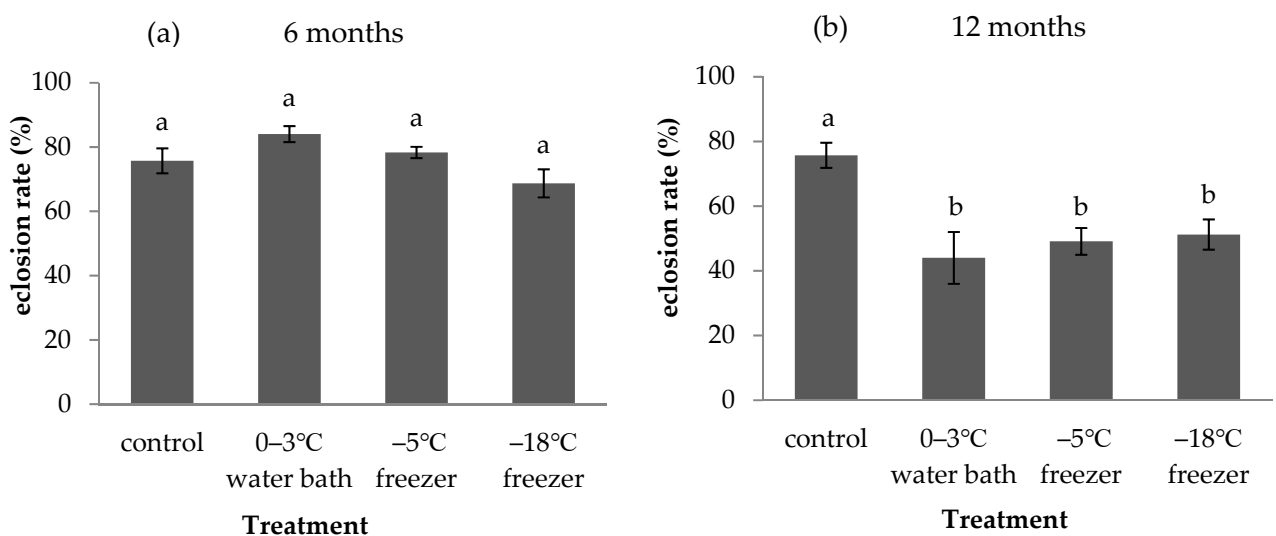 (a) 6 months
100
80
60
40
20
0
eclosion rate (%)
a
a
a
a
control
0–3°C
water bath
–5°C
freezer
–18°C
freezer
Treatment
(b) 12 months
100
80
60
40
20
0
eclosion rate (%)
a
b
b
b
control
0–3°C
water bath
–5°C
freezer
–18°C
freezer
Treatment